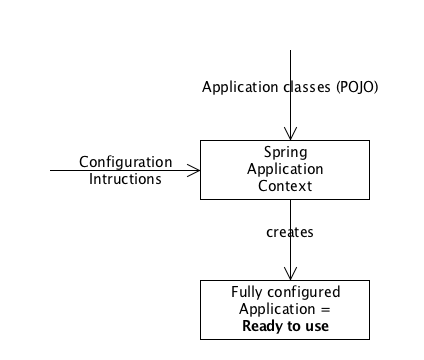 Application classes (POJO)
Configuration
Intructions
Spring
Application
Context
creates
Fully configured
Application =
Ready to use